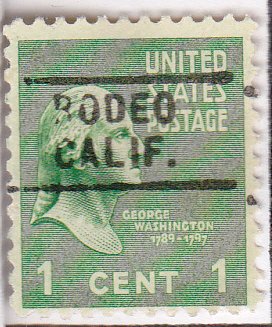 UNITED
STATES
POSTAGE
RODEO
CALIF.
GEORGE
WASHINGTON
1789-1797
1 CENT 1